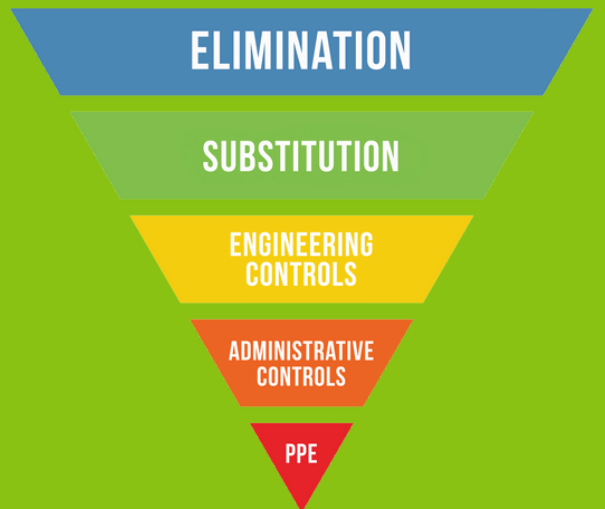 ELIMINATION
SUBSTITUTION
ENGINEERING
CONTROLS
ADMINISTRATIVE
CONTROLS
PPE